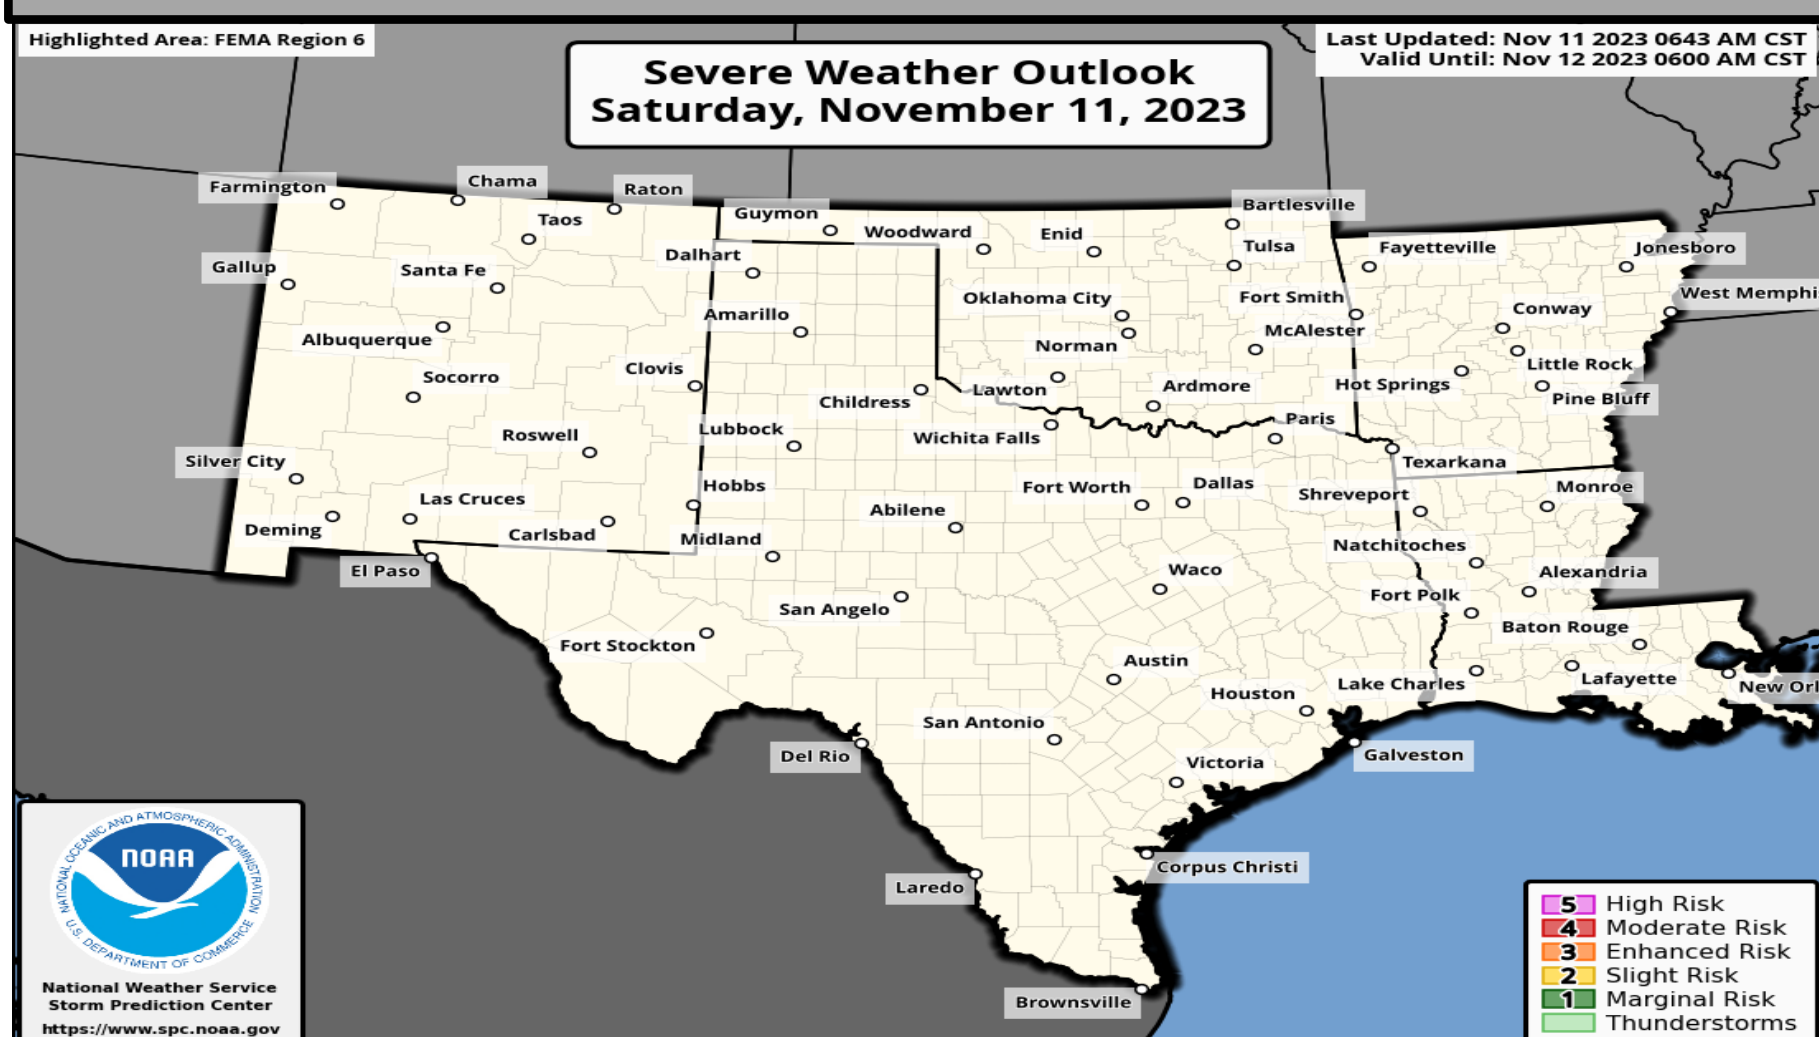 Highlighted Area: FEMA Region 6
Severe Weather Outlook
Saturday, November 11, 2023
Last Updated: Nov 11 2023 0643 AM CST
Valid Until: Nov 12 2023 0600 AM CST
Farmington
Chama
Raton
Taos
Guymon
Woodward
Enid
Bartlesville
Tulsa
Fayetteville
Jonesboro
Gallup
Santa Fe
Dalhart
Oklahoma City
Fort Smith
Conway
West Memphi
Albuquerque
Amarillo
Norman
McAlester
Little Rock
Socorro
Clovis
Childress
Lawton
Ardmore
Hot Springs
Pine Bluff
Roswell
Lubbock
Wichita Falls
Paris
Texarkana
Silver City
Las Cruces
Hobbs
Abilene
Fort Worth
Dallas
Shreveport
Monroe
Deming
Carlsbad
Midland
Natchitoches
El Paso
San Angelo
Waco
Fort Polk
Alexandria
Fort Stockton
Austin
Baton Rouge
Houston
Lake Charles
Lafayette
New Orl
San Antonio
Del Rio
Victoria
Galveston
Laredo
Corpus Christi
Brownsville
NATIONAL OCEANIC AND ATMOSPHERIC ADMINISTRATION
NOAA
U.S. DEPARTMENT OF COMMERCE
National Weather Service
Storm Prediction Center
https://www.spc.noaa.gov
5 High Risk
4 Moderate Risk
3 Enhanced Risk
2 Slight Risk
1 Marginal Risk
Thunderstorms